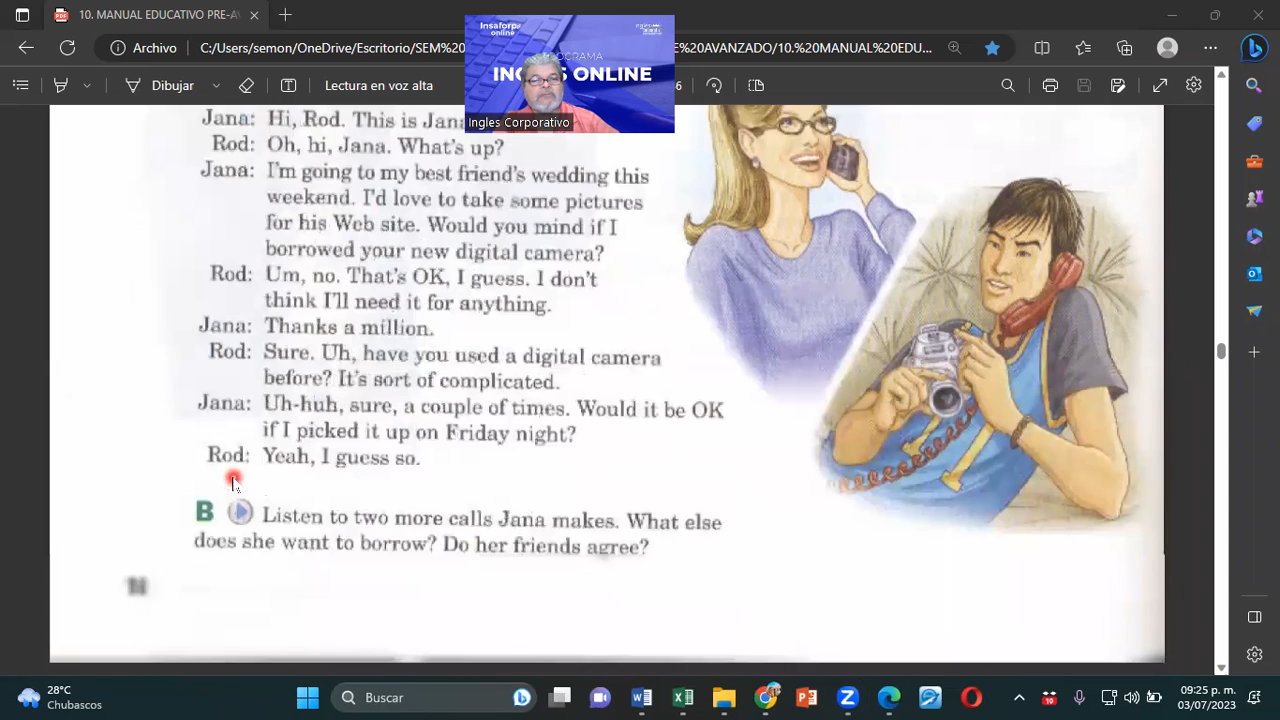 10. MANUAL EDUCATIVO PRE-A
Archivo C:/Users/semon/OneDrive/Escritorio/SEM E%20AVANZADO/10.%20MANUAL%20EDU...
Dibujar Lectura en voz alta
Insaforp online
INGLÉS ONLINE
Ingles Corporativo
Jana: Hi, Rod. This is Jana
Rod: Oh, hi, Jana. What's up?
Jana: I'm going to my best friend's wedding this
weekend. I'd love to take some pictures
for his Web site. Would you mind if I
borrowed your new digital camera?
Rod: Um, no. That's OK, I guess. I don't
think I'll need it for anything.
Jana: Thanks a million.
Rod: Sure. Uh, have you used a digital camera
before? It's sort of complicated.
Jana: Uh-huh, sure, a couple of times. Would it be OK
if I picked it up on Friday night?
Rod: Yeah, I guess so.
B Listen to two more calls Jana makes. What else
does she want to borrow? Do her friends agree?
28°C
Chubascos
Buscar
09:25 p. m.
03/07/2023